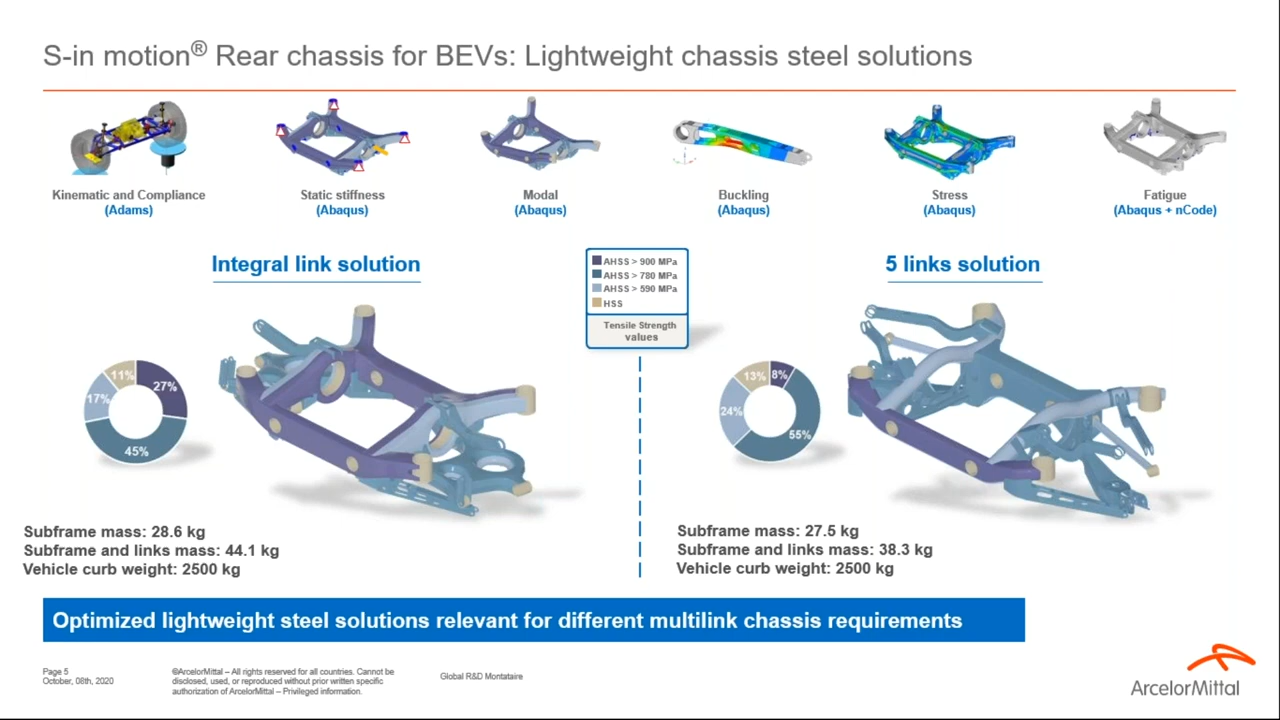 S-in motion® Rear chassis for BEVs: Lightweight chassis steel solutions
Kinematic and Compliance
(Adams)
Static stiffness
(Abaqus)
Modal
(Abaqus)
Buckling
(Abaqus)
Stress
(Abaqus)
Fatigue
(Abaqus + nCode)
Integral link solution
AHSS > 900 MPa
AHSS > 780 MPa
AHSS > 590 MPa
HSS
Tensile Strength
values
5 links solution
11%
27%
17%
45%
13%
8%
24%
55%
Subframe mass: 28.6 kg
Subframe and links mass: 44.1 kg
Vehicle curb weight: 2500 kg
Subframe mass: 27.5 kg
Subframe and links mass: 38.3 kg
Vehicle curb weight: 2500 kg
Optimized lightweight steel solutions relevant for different multilink chassis requirements
Page 5
October, 08th, 2020
©ArcelorMittal – All rights reserved for all countries. Cannot be
disclosed, used, or reproduced without prior written specific
authorization of ArcelorMittal – Privileged information.
Global R&D Montataire
ArcelorMittal